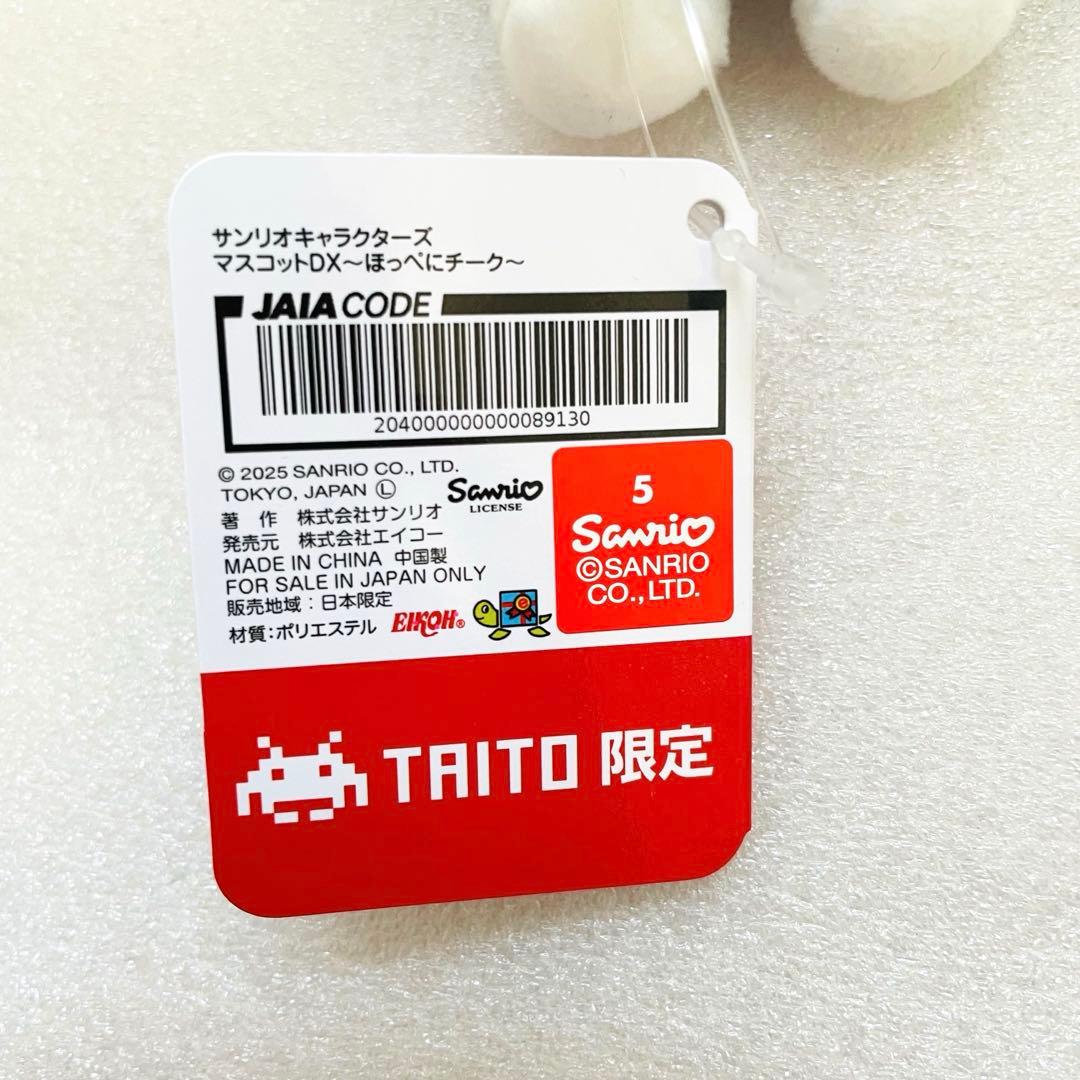 サンリオキャラクターズ
マスコットDX～ほっぺにチーク～
JAIA CODE
204000000000089130
© 2025 SANRIO CO., LTD.
TOKYO, JAPAN Ⓛ
Sanrio
LICENSE
著 作 株式会社サンリオ
発売元 株式会社エイコー
MADE IN CHINA 中国製
FOR SALE IN JAPAN ONLY
販売地域：日本限定
材質：ポリエステル
EIKOH®
e
5
Sanrio
©SANRIO
CO., LTD.
TAITO 限定